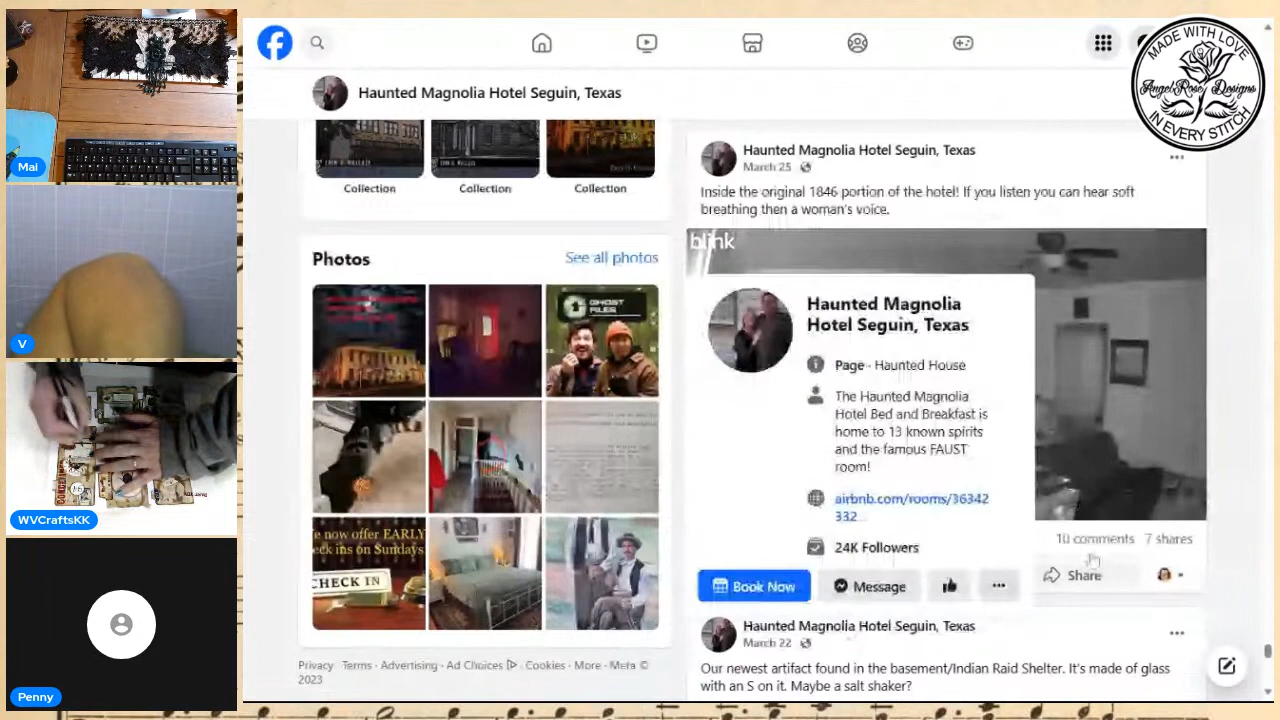 Mai
V
WVCraftsKK
Penny
Haunted Magnolia Hotel Seguin, Texas
MADE WITH LOVE
AngelRose Designs
IN EVERY STITCH
Collection
Collection
Collection
Photos
See all photos
GHOST
FILES
now offer EARLY
ck ins on Sundays
CHECK IN
Privacy · Terms · Advertising · Ad Choices · Cookies · More · Meta ©
2023
Haunted Magnolia Hotel Seguin, Texas
March 25
Inside the original 1846 portion of the hotel! If you listen you can hear soft
breathing then a woman's voice.
blink
Haunted Magnolia
Hotel Seguin, Texas
Page · Haunted House
The Haunted Magnolia
Hotel Bed and Breakfast is
home to 13 known spirits
and the famous FAUST
room!
airbnb.com/rooms/36342
332...
24K Followers
Book Now
Message
10 comments 7 shares
Share
Haunted Magnolia Hotel Seguin, Texas
March 22
Our newest artifact found in the basement/Indian Raid Shelter. It's made of glass
with an S on it. Maybe a salt shaker?